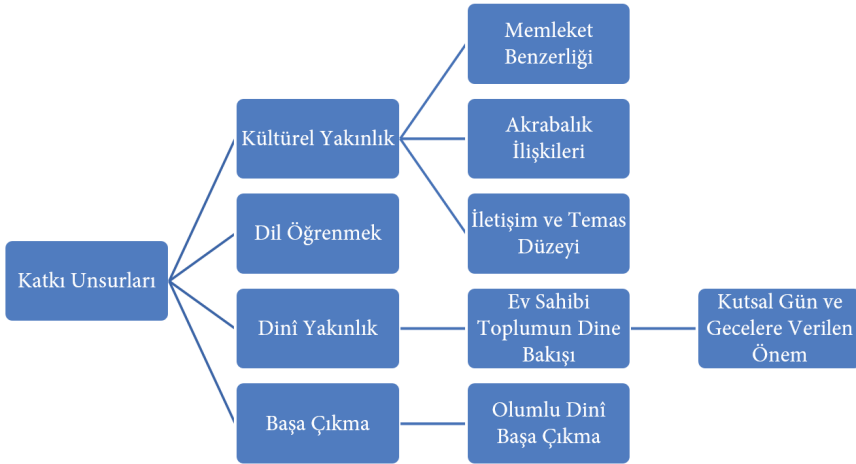 Katkı Unsurları
Kültürel Yakınlık
Memleket
Benzerliği
Akrabalık
İlişkileri
İletişim ve Temas
Düzeyi
Dil Öğrenmek
Dinî Yakınlık
Ev Sahibi
Toplumun Dine
Bakışı
Kutsal Gün ve
Gecelere Verilen
Önem
Başa Çıkma
Olumlu Dinî
Başa Çıkma